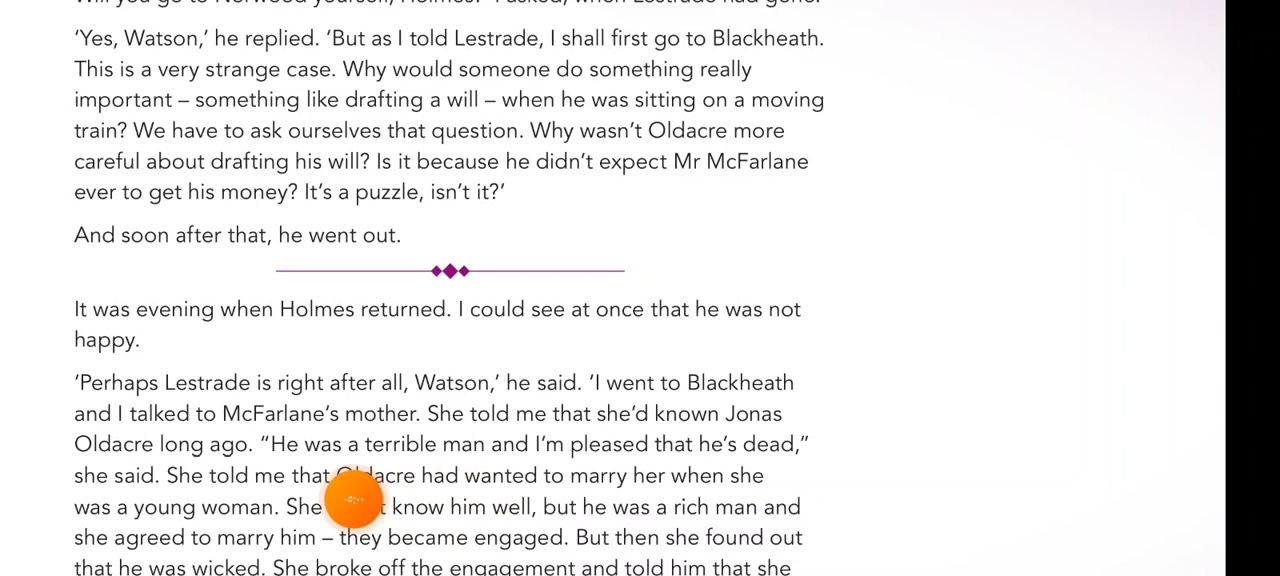 ‘Yes, Watson,’ he replied. ‘But as I told Lestrade, I shall first go to Blackheath.
This is a very strange case. Why would someone do something really
important – something like drafting a will – when he was sitting on a moving
train? We have to ask ourselves that question. Why wasn’t Oldacre more
careful about drafting his will? Is it because he didn’t expect Mr McFarlane
ever to get his money? It’s a puzzle, isn’t it?’
And soon after that, he went out.
It was evening when Holmes returned. I could see at once that he was not
happy.
‘Perhaps Lestrade is right after all, Watson,’ he said. ‘I went to Blackheath
and I talked to McFarlane’s mother. She told me that she’d known Jonas
Oldacre long ago. “He was a terrible man and I’m pleased that he’s dead,”
she said. She told me that Oldacre had wanted to marry her when she
was a young woman. She know him well, but he was a rich man and
she agreed to marry him – they became engaged. But then she found out
that he was wicked. She broke off the engagement and told him that she